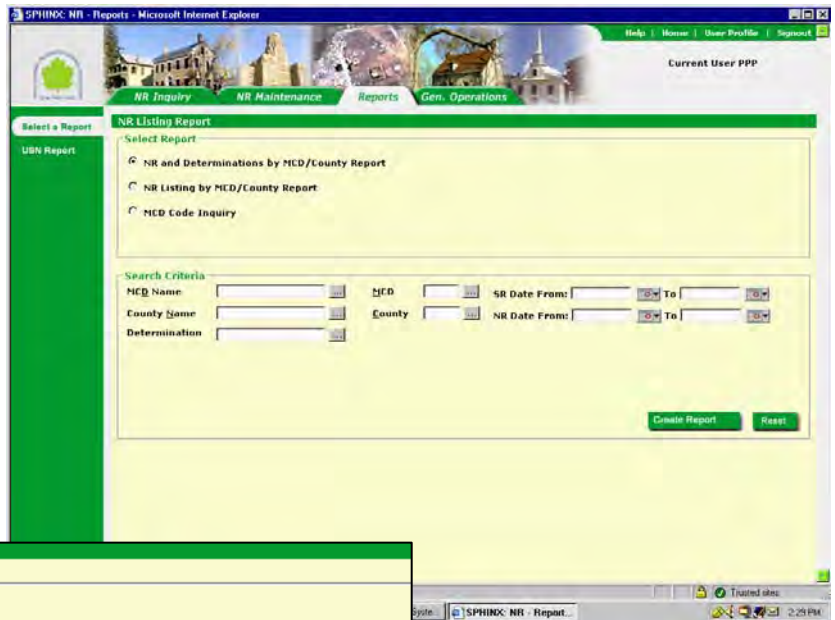 SPHINX: NR - Reports - Microsoft Internet Explorer
Help | Home | User Profile | Signout
Current User PPP
NR Inquiry NR Maintenance Reports Gen. Operations
Select a Report
USN Report
NR Listing Report
Select Report
NR and Determinations by MCD/County Report
NR Listing by MCD/County Report
MCD Code Inquiry
Search Criteria
MCD Name ... MCD ... SR Date From: To
County Name ... County ... NR Date From: To
Determination ...
Create Report Reset
Trusted sites
Syste... SPHINX: NR - Report... 2:29 PM